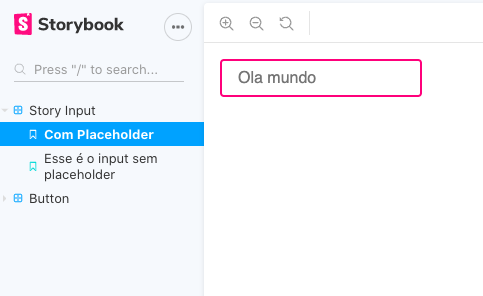 Storybook
Press "/" to search...
Story Input
Com Placeholder
Esse é o input sem
placeholder
Button
Ola mundo